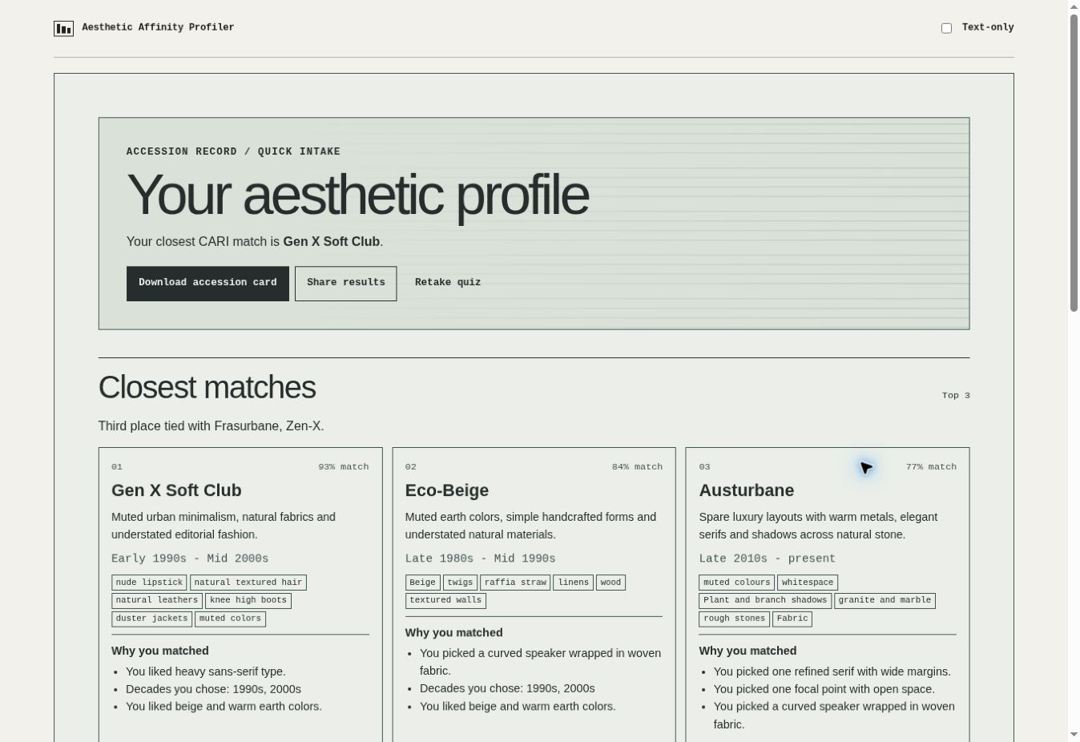 Aesthetic Affinity Profiler
Text-only
ACCESSION RECORD / QUICK INTAKE
Your aesthetic profile
Your closest CARI match is Gen X Soft Club.
Download accession card
Share results
Retake quiz
Closest matches
Top 3
Third place tied with Frasurbane, Zen-X.
01
93% match
Gen X Soft Club
Muted urban minimalism, natural fabrics and
understated editorial fashion.
Early 1990s - Mid 2000s
nude lipstick
natural textured hair
natural leathers
knee high boots
duster jackets
muted colors
Why you matched
• You liked heavy sans-serif type.
• Decades you chose: 1990s, 2000s
• You liked beige and warm earth colors.
02
84% match
Eco-Beige
Muted earth colors, simple handcrafted forms and
understated natural materials.
Late 1980s - Mid 1990s
Beige
twigs
raffia straw
linens
wood
textured walls
Why you matched
• You picked a curved speaker wrapped in woven
fabric.
• Decades you chose: 1990s, 2000s
• You liked beige and warm earth colors.
03
77% match
Austurbane
Spare luxury layouts with warm metals, elegant
serifs and shadows across natural stone.
Late 2010s - present
muted colours
whitespace
Plant and branch shadows
granite and marble
rough stones
Fabric
Why you matched
• You picked one refined serif with wide margins.
• You picked one focal point with open space.
• You picked a curved speaker wrapped in woven
fabric.